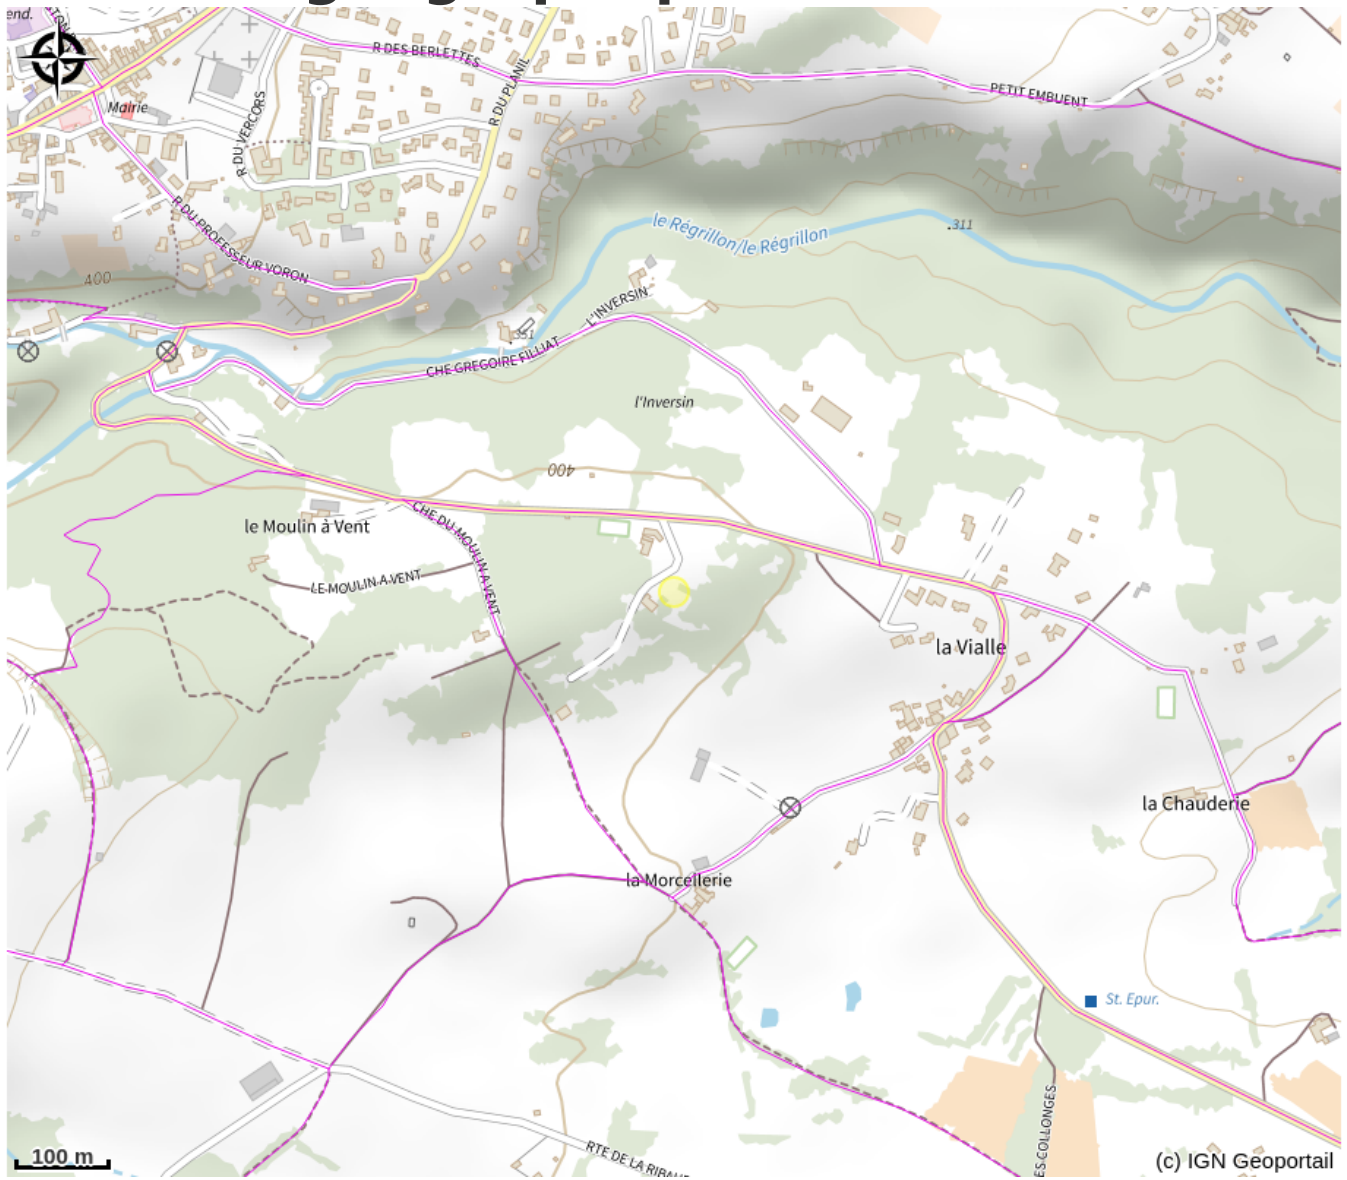 end.
R DES BERLETTES
R DU PLANIL
PETIT EMBUENT
Mairie
R DU VERCORS
R DU PROFESSEUR VORON
le Régrillon/le Régrillon
.311
400
L'INVERSIN
351
CHE GREGOIRE FILLIAT
l'Inversin
400
CHE DU MOULIN A VENT
le Moulin à Vent
LE MOULIN A VENT
la Vialle
la Chauderie
la Morcellerie
St. Epur.
ES COLLONGES
RTE DE LA RIBAU
100 m
(c) IGN Geoportail